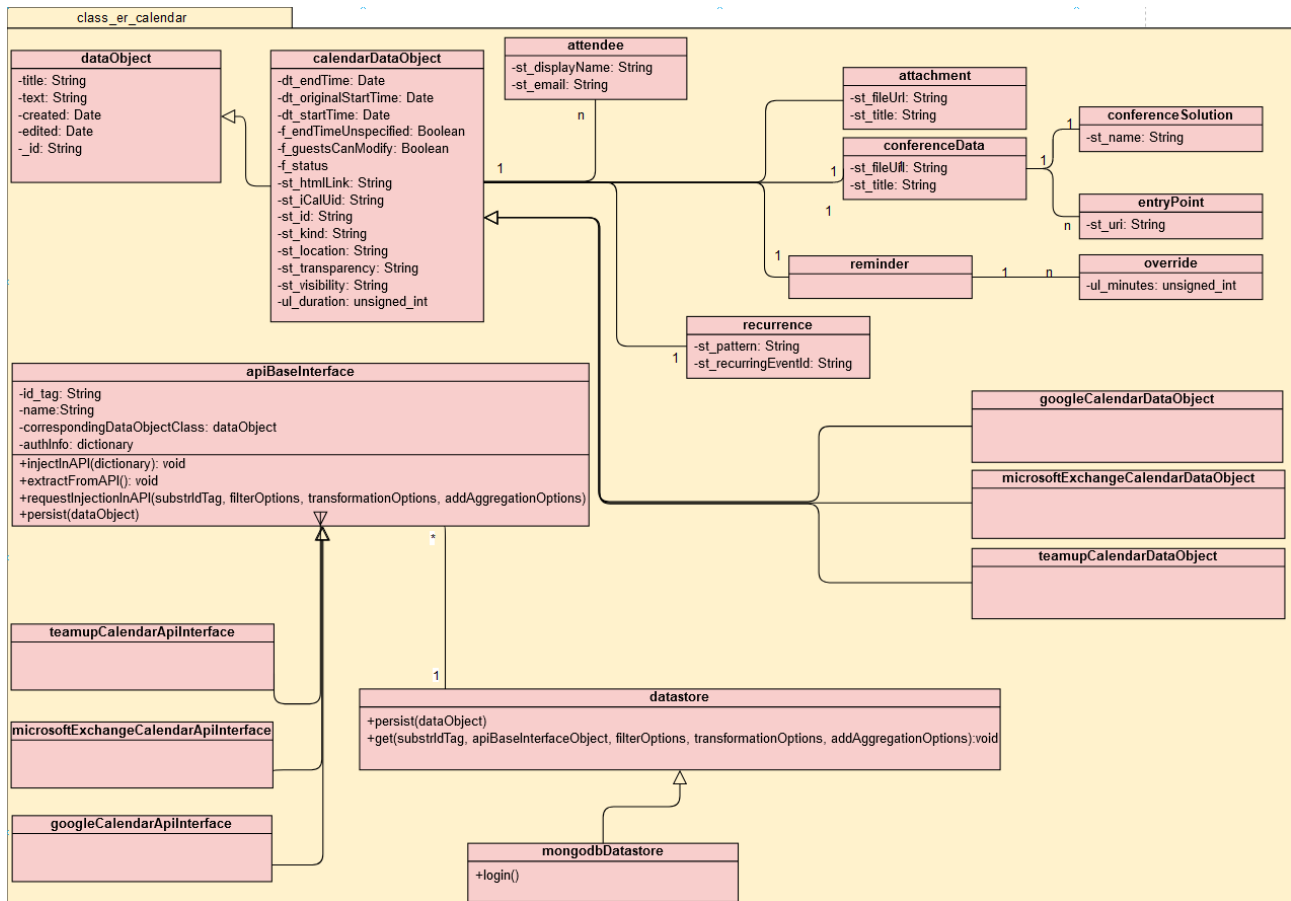 class_er_calendar
dataObject
-title: String
-text: String
-created: Date
-edited: Date
-_id: String
calendarDataObject
-dt_endTime: Date
-dt_originalStartTime: Date
-dt_startTime: Date
-f_endTimeUnspecified: Boolean
-f_guestsCanModify: Boolean
-f_status
-st_htmlLink: String
-st_iCalUid: String
-st_id: String
-st_kind: String
-st_location: String
-st_transparency: String
-st_visibility: String
-ul_duration: unsigned_int
attendee
-st_displayName: String
-st_email: String
n
1
attachment
-st_fileUrl: String
-st_title: String
conferenceData
-st_title: String
1
1
conferenceSolution
-st_name: String
1
1
entryPoint
-st_uri: String
n
reminder
1
1
n
override
-ul_minutes: unsigned_int
recurrence
-st_pattern: String
-st_recurringEventId: String
1
apiBaseInterface
-id_tag: String
-name:String
-correspondingDataObjectClass: dataObject
-authInfo: dictionary
+injectInAPI(dictionary): void
+extractFromAPI(): void
+requestInjectionInAPI(substrIdTag, filterOptions, transformationOptions, addAggregationOptions)
+persist(dataObject)
*
1
googleCalendarDataObject
microsoftExchangeCalendarDataObject
teamupCalendarDataObject
teamupCalendarApiInterface
microsoftExchangeCalendarApiInterface
googleCalendarApiInterface
datastore
+persist(dataObject)
+get(substrIdTag, apiBaseInterfaceObject, filterOptions, transformationOptions, addAggregationOptions):void
mongodbDatastore
+login()